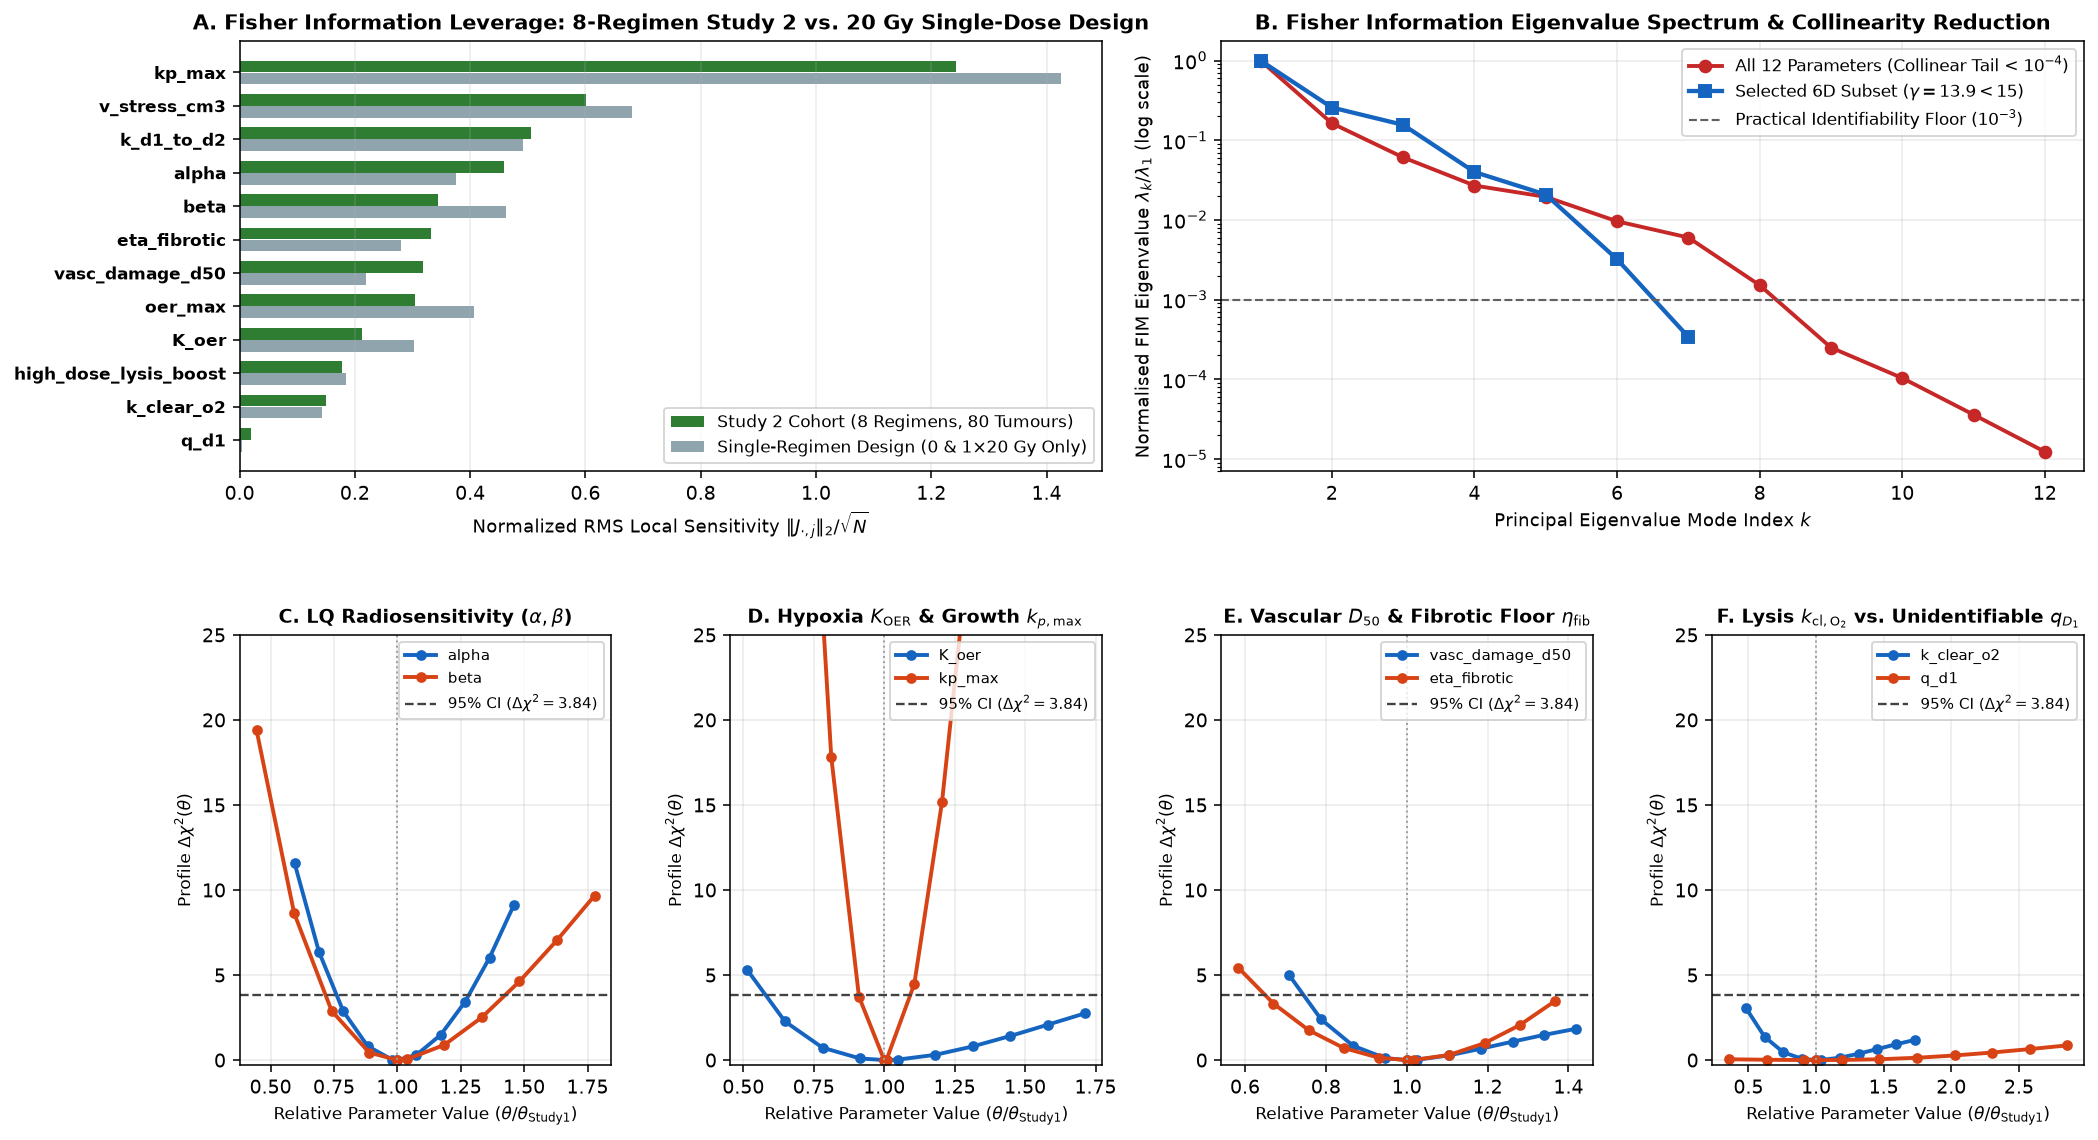 A. Fisher Information Leverage: 8-Regimen Study 2 vs. 20 Gy Single-Dose Design
kp_max
v_stress_cm3
k_d1_to_d2
alpha
beta
eta_fibrotic
vasc_damage_d50
oer_max
K_oer
high_dose_lysis_boost
k_clear_o2
q_d1
Study 2 Cohort (8 Regimens, 80 Tumours)
Single-Regimen Design (0 & 1×20 Gy Only)
0.0 0.2 0.4 0.6 0.8 1.0 1.2 1.4
Normalized RMS Local Sensitivity ‖J·,j‖₂/√N
B. Fisher Information Eigenvalue Spectrum & Collinearity Reduction
Normalised FIM Eigenvalue λk/λ1 (log scale)
10⁰
10⁻¹
10⁻²
10⁻³
10⁻⁴
10⁻⁵
All 12 Parameters (Collinear Tail < 10⁻⁴)
Selected 6D Subset (γ = 13.9 < 15)
Practical Identifiability Floor (10⁻³)
2 4 6 8 10 12
Principal Eigenvalue Mode Index k
C. LQ Radiosensitivity (α, β)
Profile Δχ²(θ)
25
20
15
10
5
0
alpha
beta
95% CI (Δχ² = 3.84)
0.50 0.75 1.00 1.25 1.50 1.75
Relative Parameter Value (θ/θStudy1)
D. Hypoxia KOER & Growth kp, max
Profile Δχ²(θ)
25
20
15
10
5
0
K_oer
kp_max
95% CI (Δχ² = 3.84)
0.50 0.75 1.00 1.25 1.50 1.75
Relative Parameter Value (θ/θStudy1)
E. Vascular D50 & Fibrotic Floor ηfib
Profile Δχ²(θ)
25
20
15
10
5
0
vasc_damage_d50
eta_fibrotic
95% CI (Δχ² = 3.84)
0.6 0.8 1.0 1.2 1.4
Relative Parameter Value (θ/θStudy1)
F. Lysis kcl, O₂ vs. Unidentifiable qD₁
Profile Δχ²(θ)
25
20
15
10
5
0
k_clear_o2
q_d1
95% CI (Δχ² = 3.84)
0.5 1.0 1.5 2.0 2.5
Relative Parameter Value (θ/θStudy1)